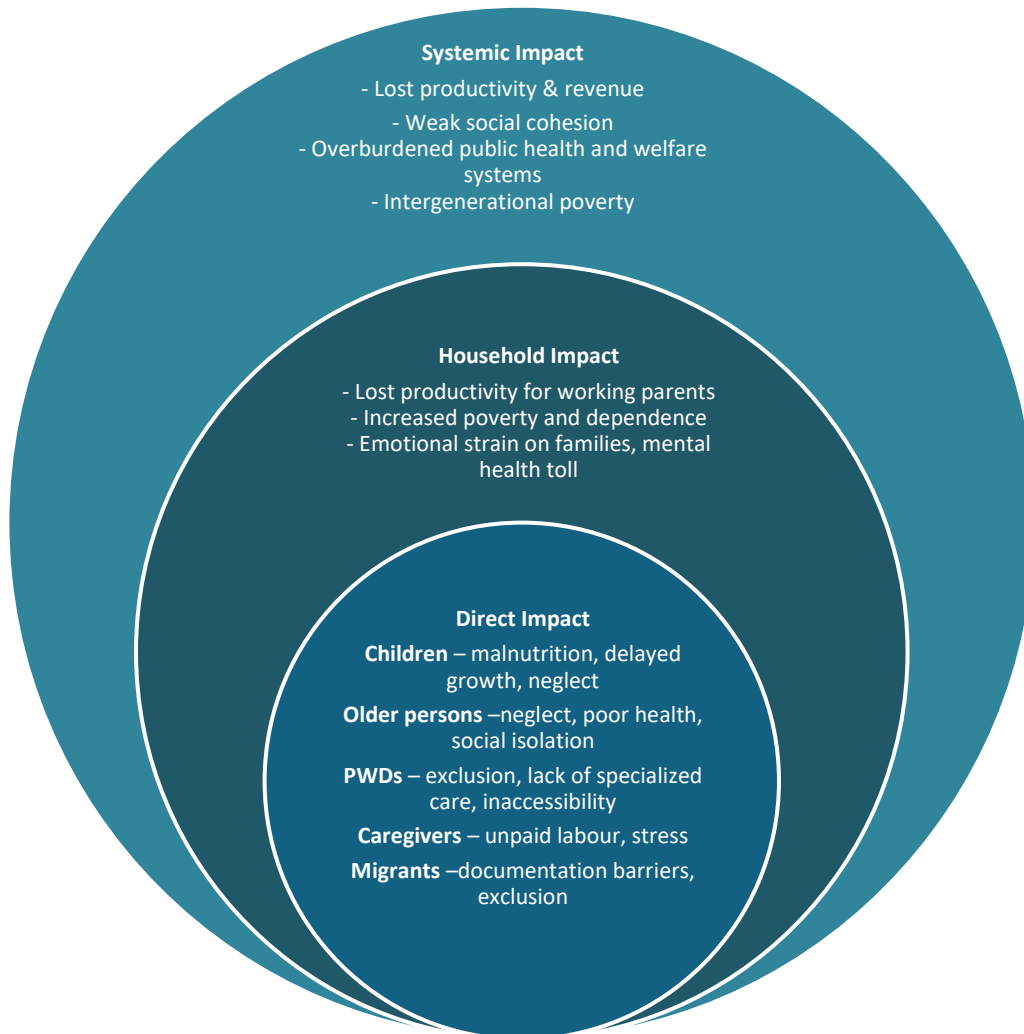 Systemic Impact
- Lost productivity & revenue
- Weak social cohesion
- Overburdened public health and welfare
systems
- Intergenerational poverty
Household Impact
- Lost productivity for working parents
- Increased poverty and dependence
- Emotional strain on families, mental
health toll
Direct Impact
Children – malnutrition, delayed
growth, neglect
Older persons –neglect, poor health,
social isolation
PWDs – exclusion, lack of specialized
care, inaccessibility
Caregivers – unpaid labour, stress
Migrants –documentation barriers,
exclusion